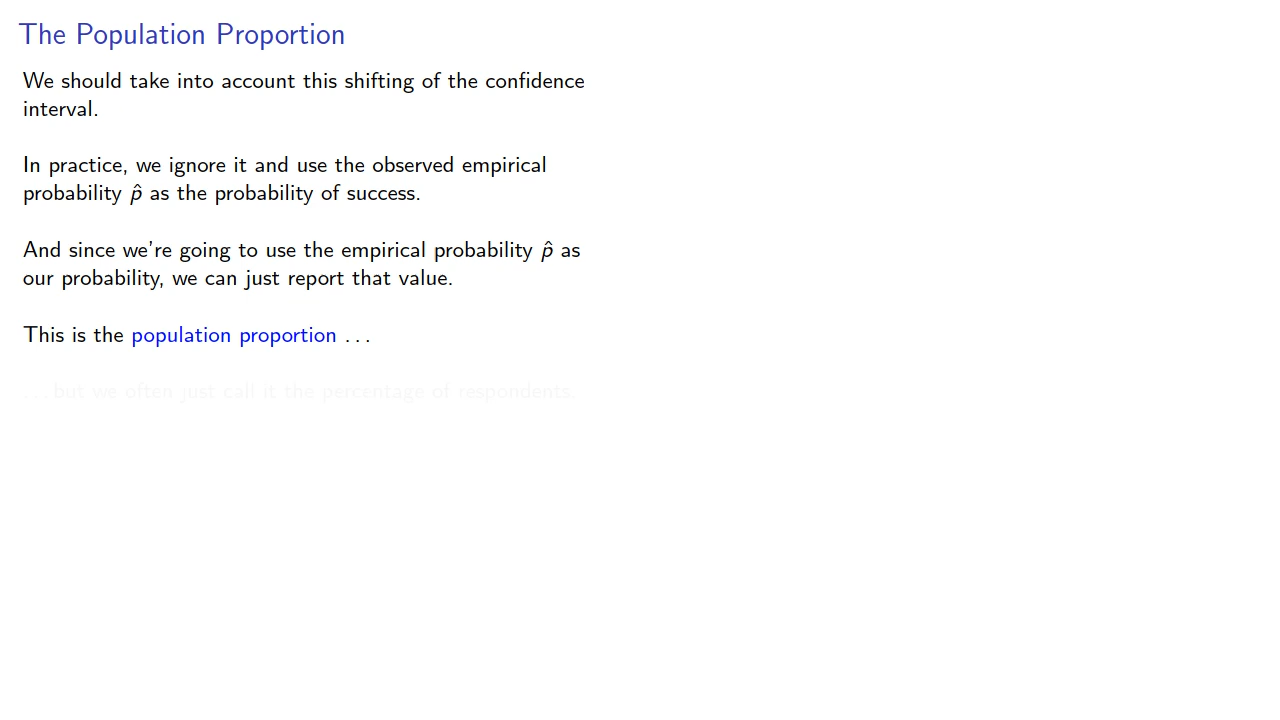 The Population Proportion
We should take into account this shifting of the confidence
interval.
In practice, we ignore it and use the observed empirical
probability p̂ as the probability of success.
And since we're going to use the empirical probability p̂ as
our probability, we can just report that value.
This is the population proportion ...
...but we often just call it the percentage of respondents.